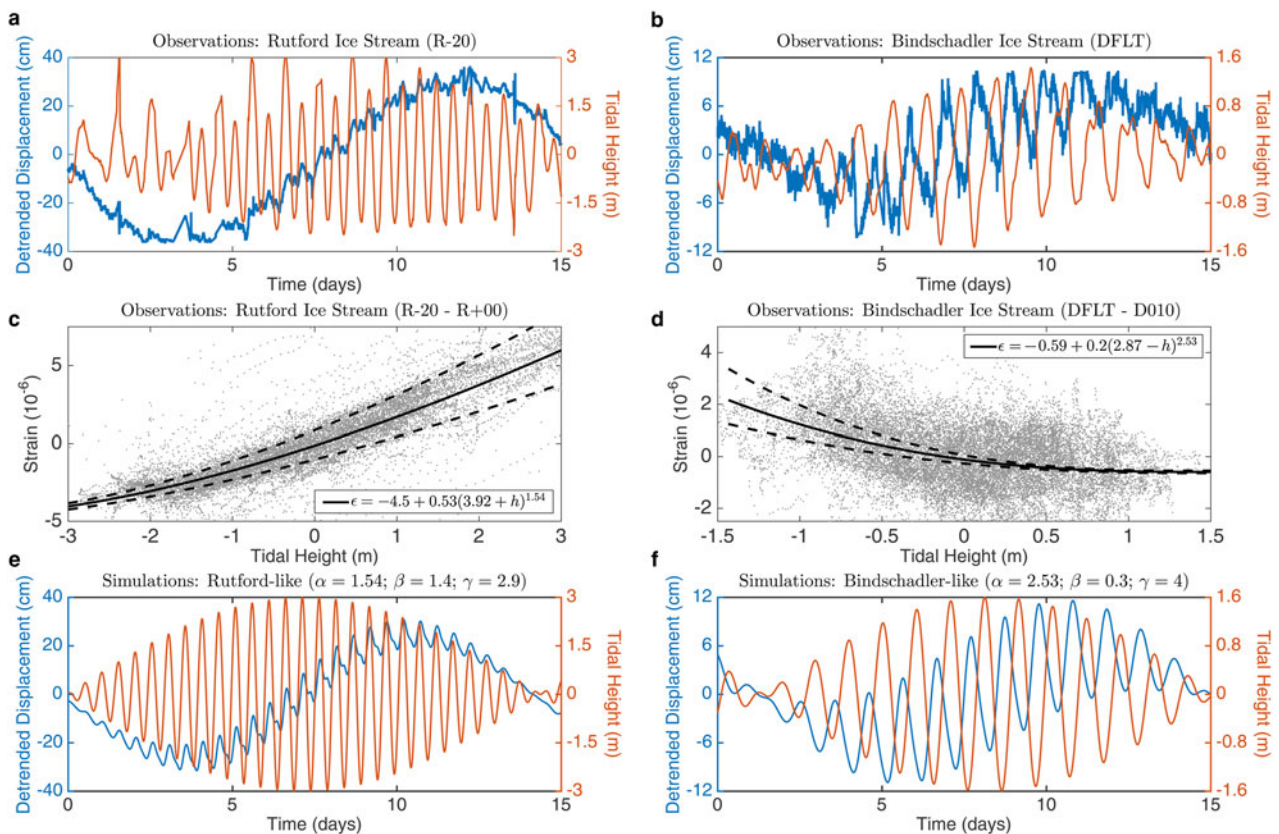 a
Observations: Rutford Ice Stream (R-20)
Detrended Displacement (cm)
40
20
0
-20
-40
3
1.5
0
-1.5
-3
Tidal Height (m)
0 5 10 15
Time (days)
b
Observations: Bindschadler Ice Stream (DFLT)
Detrended Displacement (cm)
12
6
0
-6
-12
1.6
0.8
0
-0.8
-1.6
Tidal Height (m)
0 5 10 15
Time (days)
c
Observations: Rutford Ice Stream (R-20 - R+00)
Strain (10⁻⁶)
5
0
-5
ϵ = −4.5 + 0.53(3.92 + h)^1.54
-3 -2 -1 0 1 2 3
Tidal Height (m)
d
Observations: Bindschadler Ice Stream (DFLT - D010)
Strain (10⁻⁶)
4
2
0
-2
ϵ = −0.59 + 0.2(2.87 − h)^2.53
-1.5 -1 -0.5 0 0.5 1 1.5
Tidal Height (m)
e
Simulations: Rutford-like (α = 1.54; β = 1.4; γ = 2.9)
Detrended Displacement (cm)
40
20
0
-20
-40
3
1.5
0
-1.5
-3
Tidal Height (m)
0 5 10 15
Time (days)
f
Simulations: Bindschadler-like (α = 2.53; β = 0.3; γ = 4)
Detrended Displacement (cm)
12
6
0
-6
-12
1.6
0.8
0
-0.8
-1.6
Tidal Height (m)
0 5 10 15
Time (days)